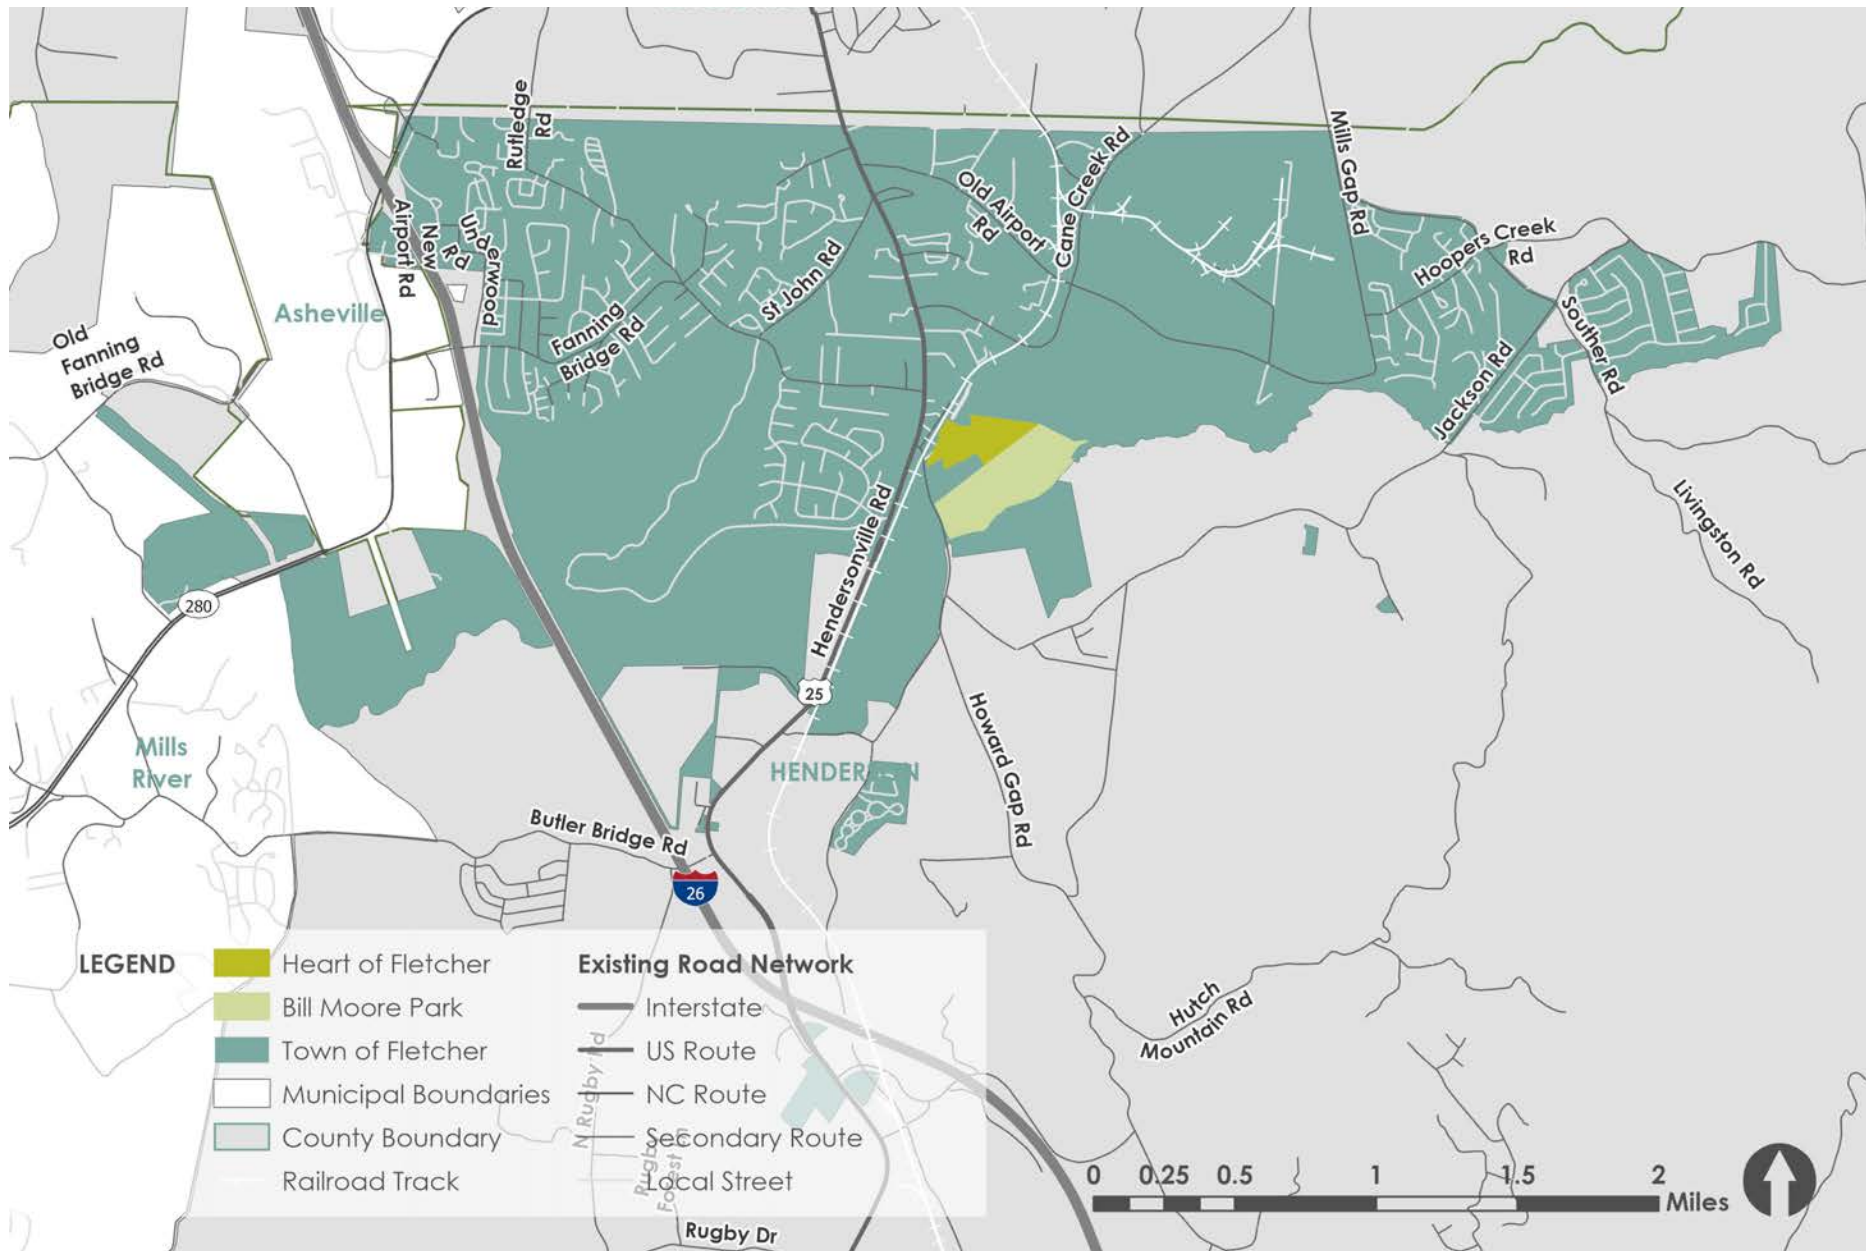 Rutledge
Rd
Mills Gap Rd
Cane Creek Rd
Old Airport
Rd
Airport Rd
New
Underwood
Rd
Hoopers Creek
Rd
St John Rd
Asheville
Fanning
Bridge Rd
Old
Fanning
Bridge Rd
Souther Rd
Jackson Rd
Livingston Rd
Hendersonville Rd
280
25
Howard Gap Rd
Mills
River
HENDER
N
Butler Bridge Rd
26
Hutch
Mountain Rd
N Rugby Rd
Rugby
Forest Ln
Rugby Dr
LEGEND
Heart of Fletcher
Bill Moore Park
Town of Fletcher
Municipal Boundaries
County Boundary
Railroad Track
Existing Road Network
Interstate
US Route
NC Route
Secondary Route
Local Street
0 0.25 0.5 1 1.5 2
Miles